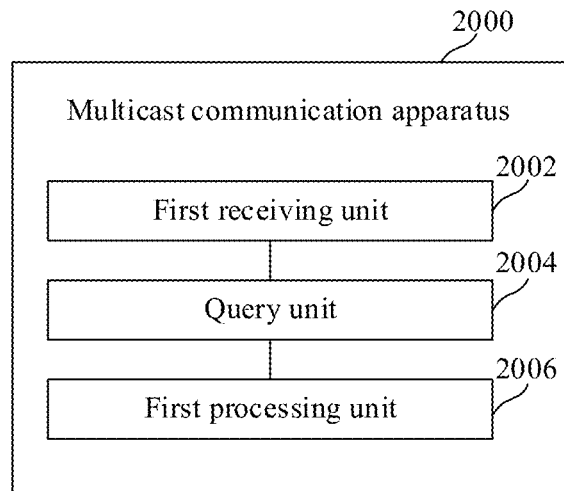 2000
Multicast communication apparatus
2002
First receiving unit
2004
Query unit
2006
First processing unit